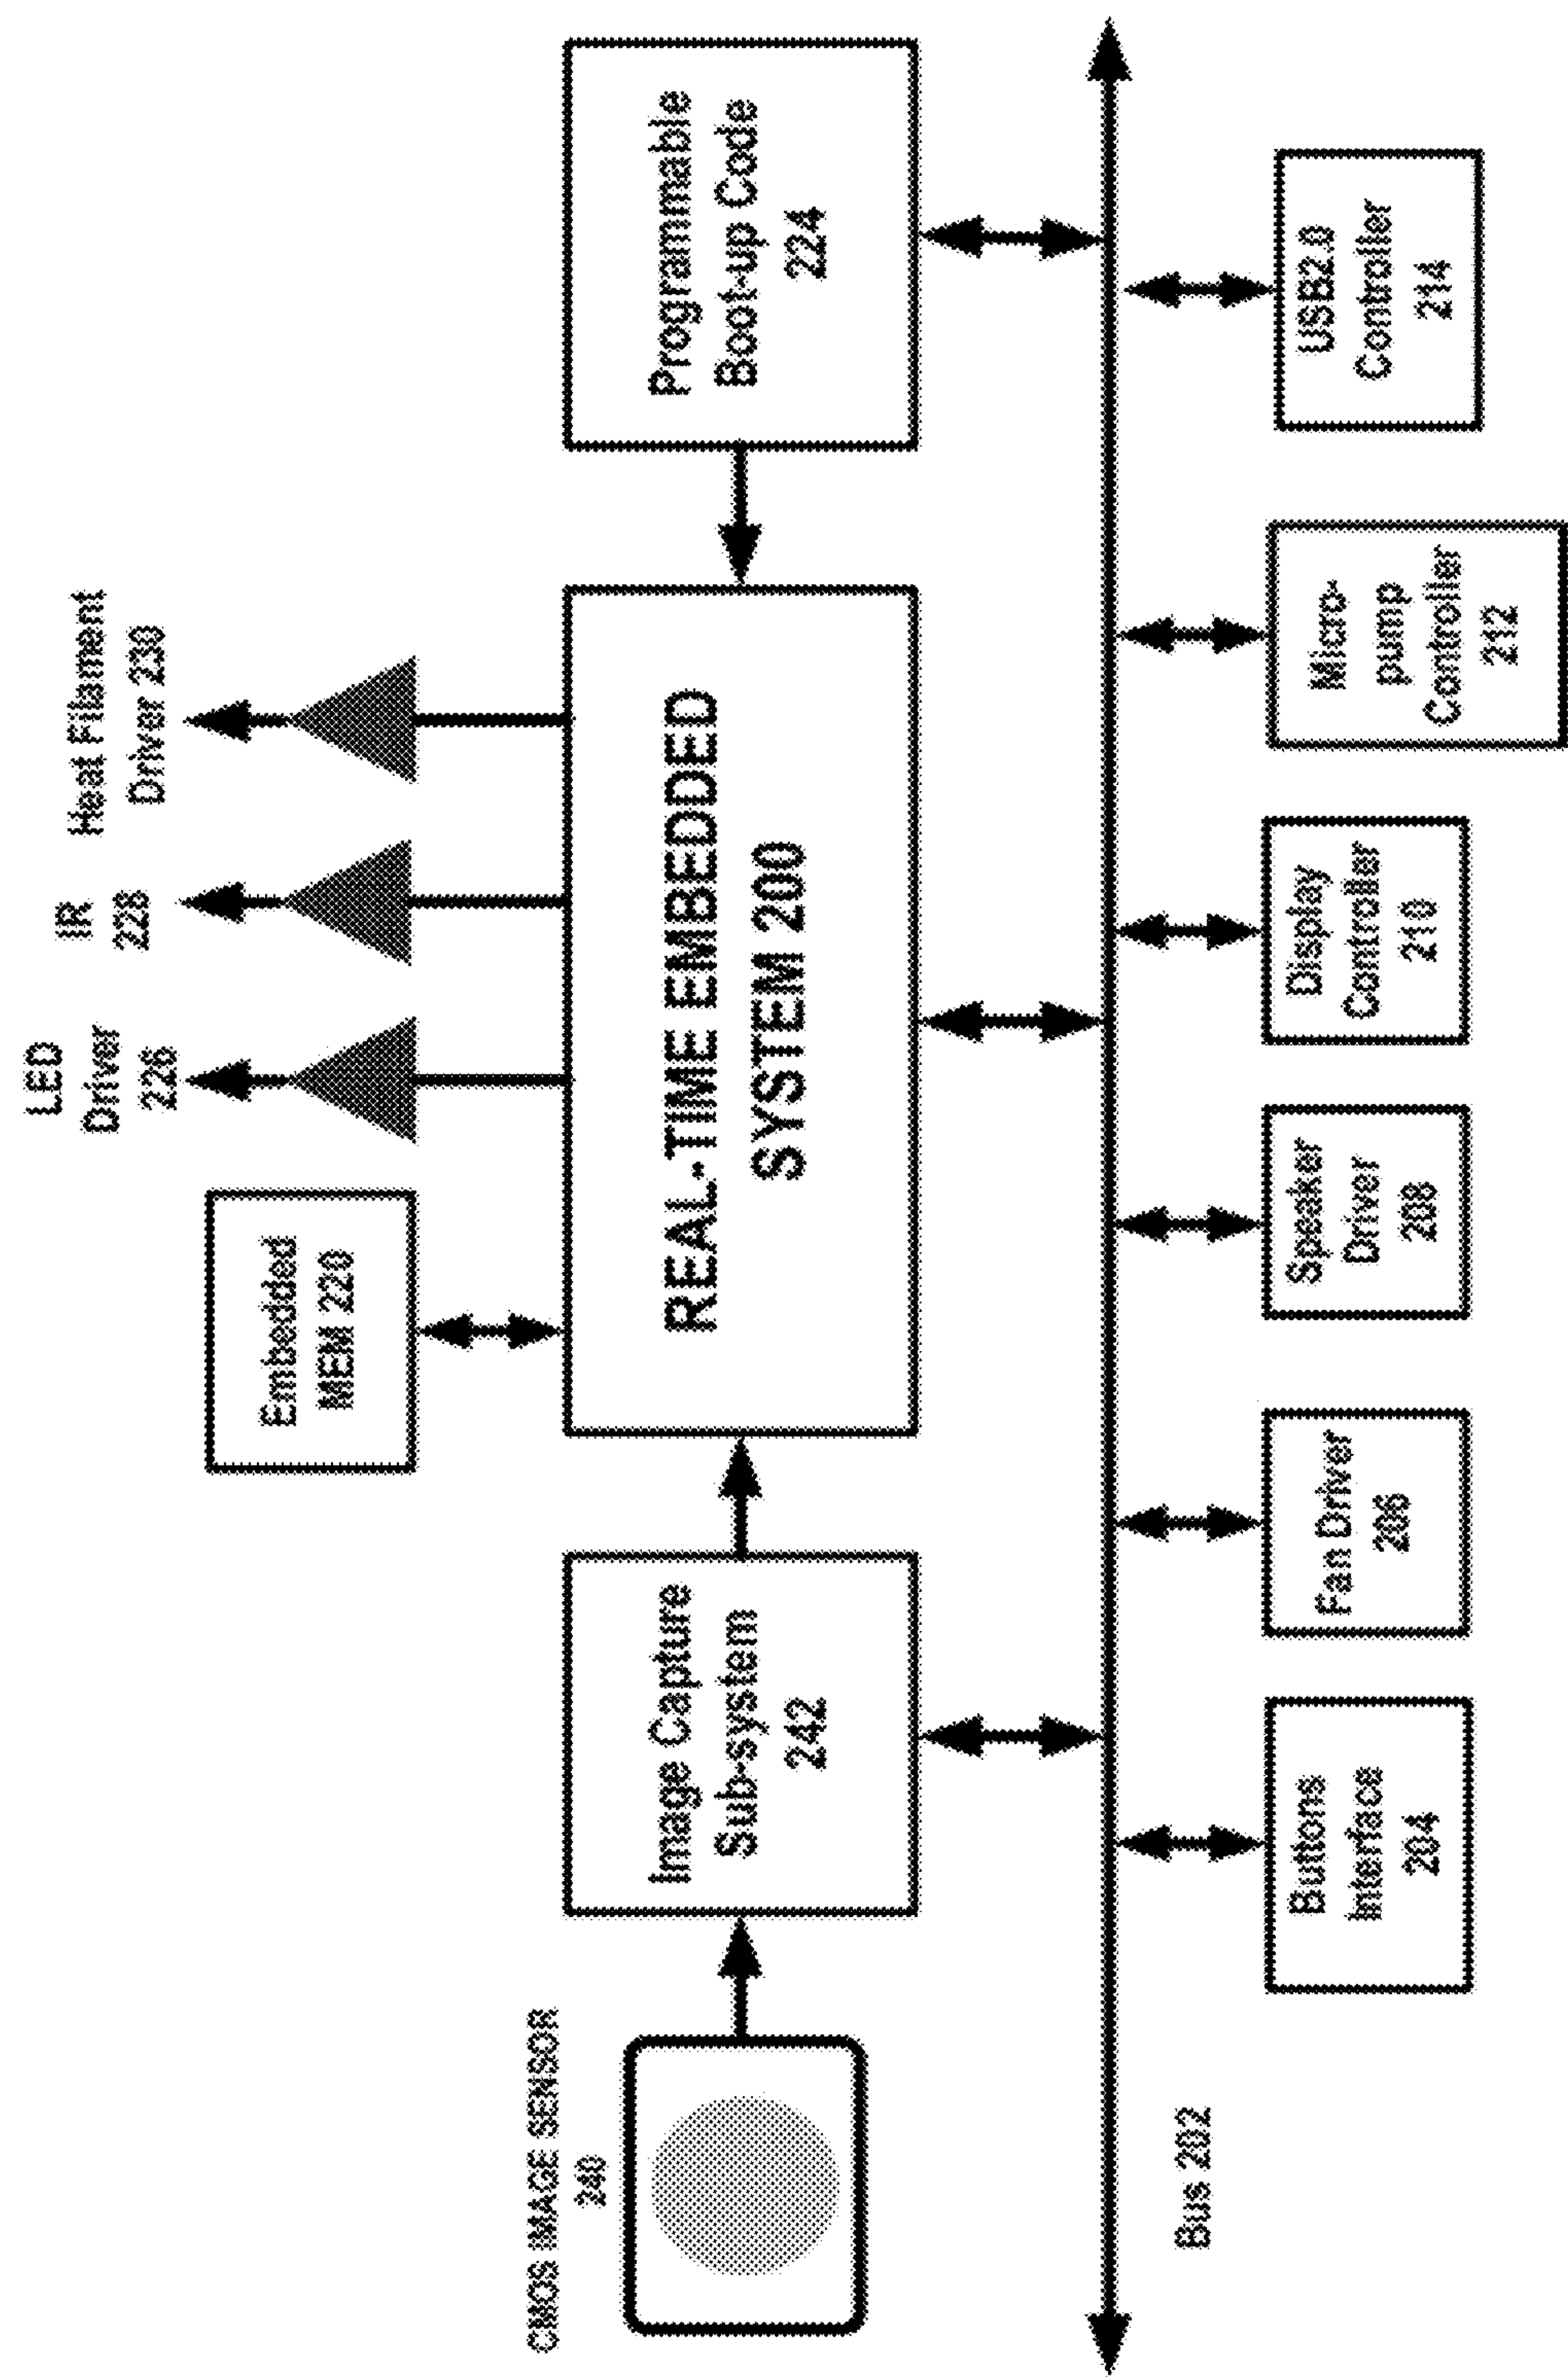 LED
Driver
226
IR
228
Heat Filament
Driver 230
Embedded
MEM 220
CMOS IMAGE SENSOR
240
Image Capture
Sub-system
242
REAL-TIME EMBEDDED
SYSTEM 200
Programmable
Boot-up Code
224
Bus 202
Buttons
Interface
204
Fan Driver
206
Speaker
Driver
208
Display
Controller
210
Micro-
pump
Controller
212
USB2.0
Controller
214